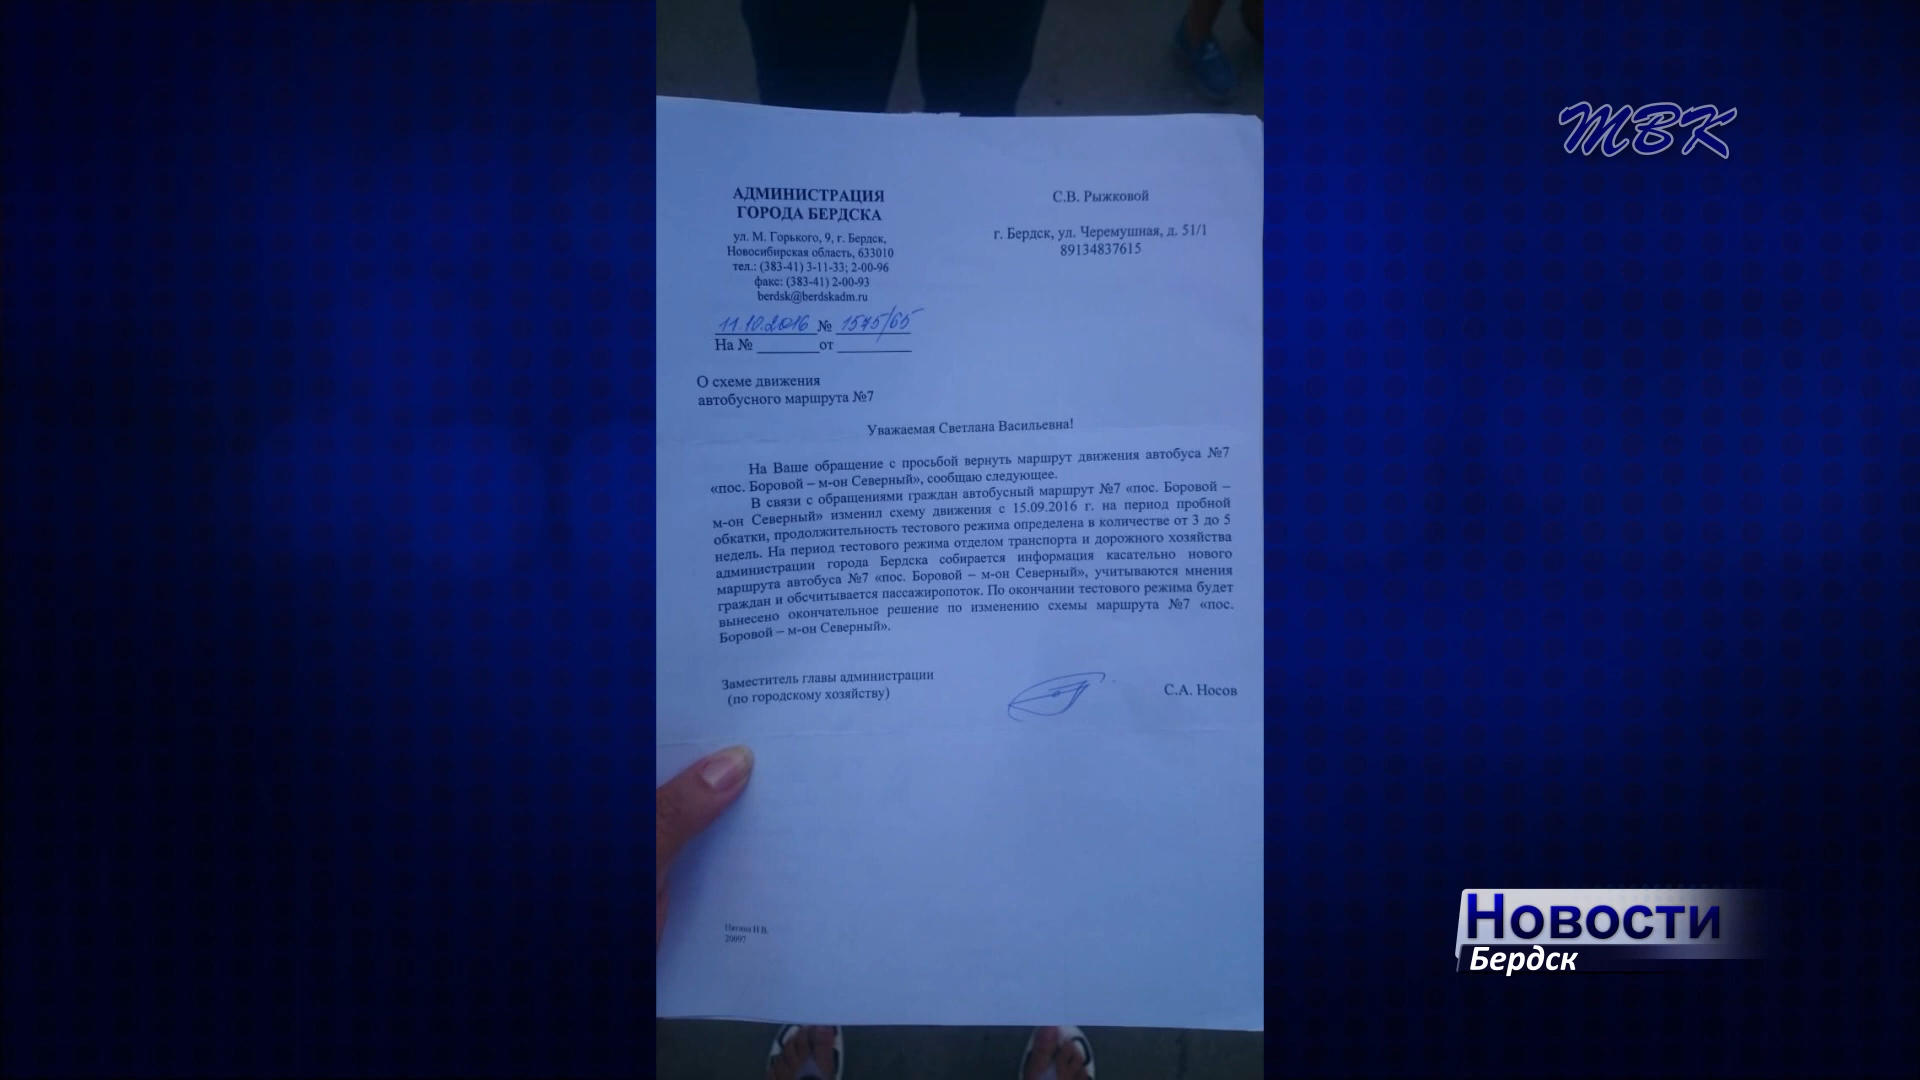 ТВК
АДМИНИСТРАЦИЯ
ГОРОДА БЕРДСКА
ул. М. Горького, 9, г. Бердск,
Новосибирская область, 633010
тел.: (383-41) 3-11-33; 2-00-96
факс: (383-41) 2-00-93
berdsk@berdskadm.ru
11.10.2016 № 1575/65
На № ________ от ________
С.В. Рыжковой
г. Бердск, ул. Черемушная, д. 51/1
89134837615
О схеме движения
автобусного маршрута №7
Уважаемая Светлана Васильевна!
На Ваше обращение с просьбой вернуть маршрут движения автобуса №7
«пос. Боровой – м-он Северный», сообщаю следующее.
В связи с обращениями граждан автобусный маршрут №7 «пос. Боровой –
м-он Северный» изменил схему движения с 15.09.2016 г. на период пробной
обкатки, продолжительность тестового режима определена в количестве от 3 до 5
недель. На период тестового режима отделом транспорта и дорожного хозяйства
администрации города Бердска собирается информация касательно нового
маршрута автобуса №7 «пос. Боровой – м-он Северный», учитываются мнения
граждан и обсчитывается пассажиропоток. По окончании тестового режима будет
вынесено окончательное решение по изменению схемы маршрута №7 «пос.
Боровой – м-он Северный».
Заместитель главы администрации
(по городскому хозяйству)
С.А. Носов
Н.В.
20097
Новости
Бердск